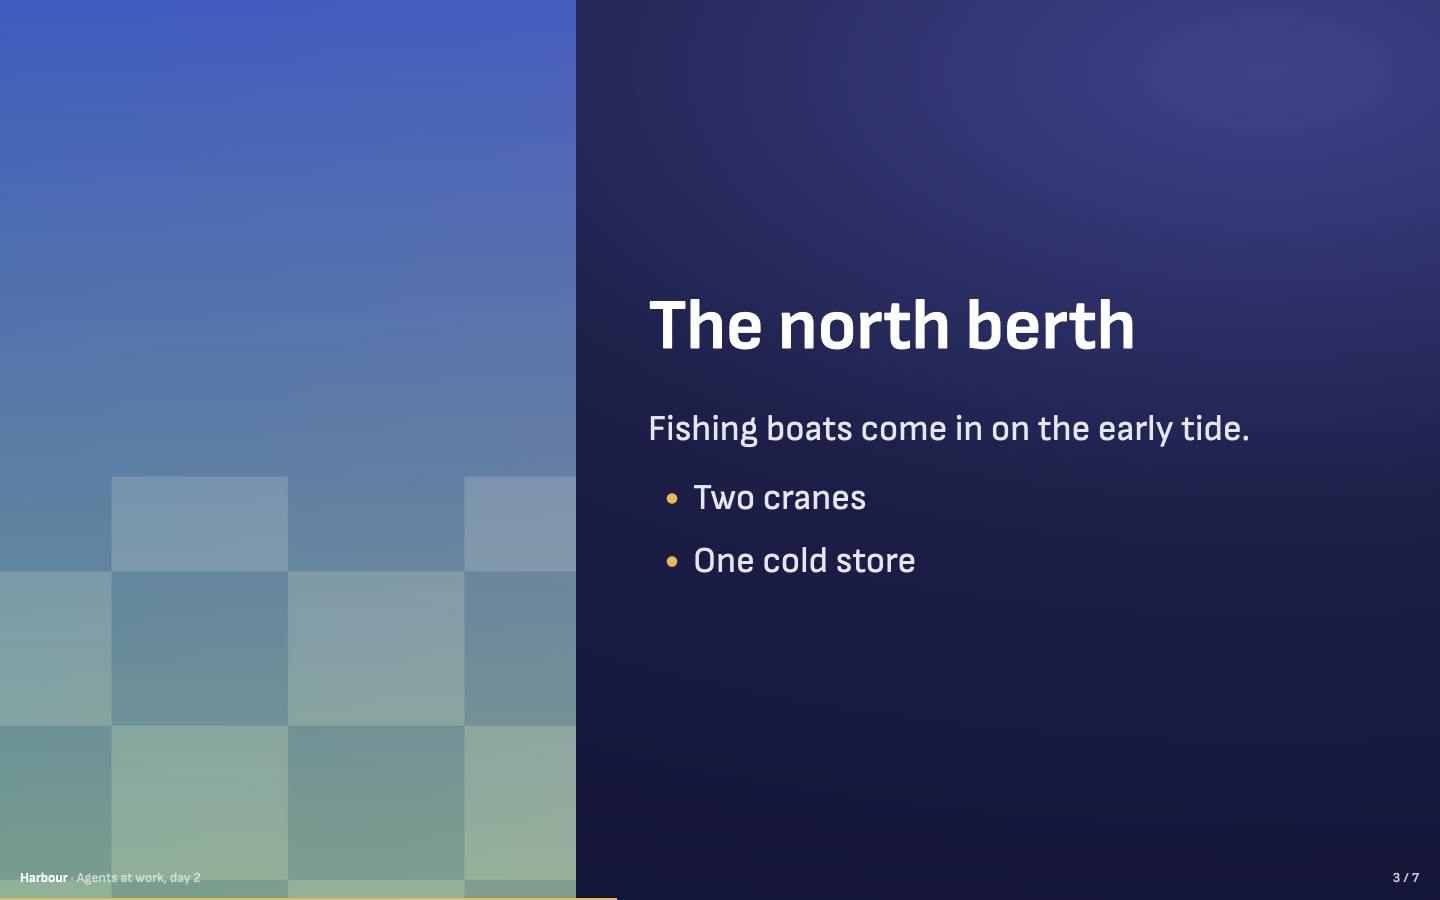 The north berth
Fishing boats come in on the early tide.
• Two cranes
• One cold store
Harbour · Agents at work, day 2
3 / 7